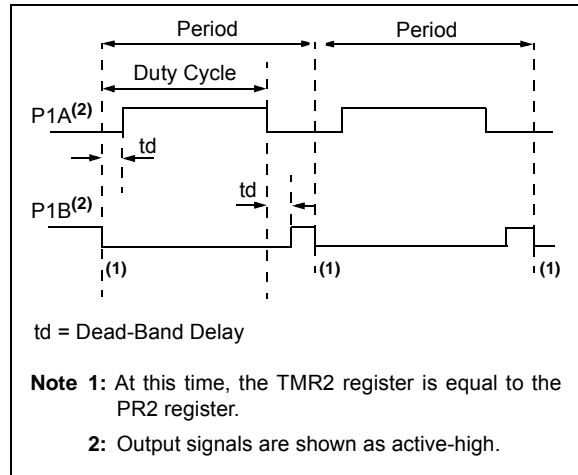 Period Period
Duty Cycle
P1A(2)
td
td
P1B(2)
(1) (1) (1)
td = Dead-Band Delay
Note 1: At this time, the TMR2 register is equal to the
PR2 register.
2: Output signals are shown as active-high.